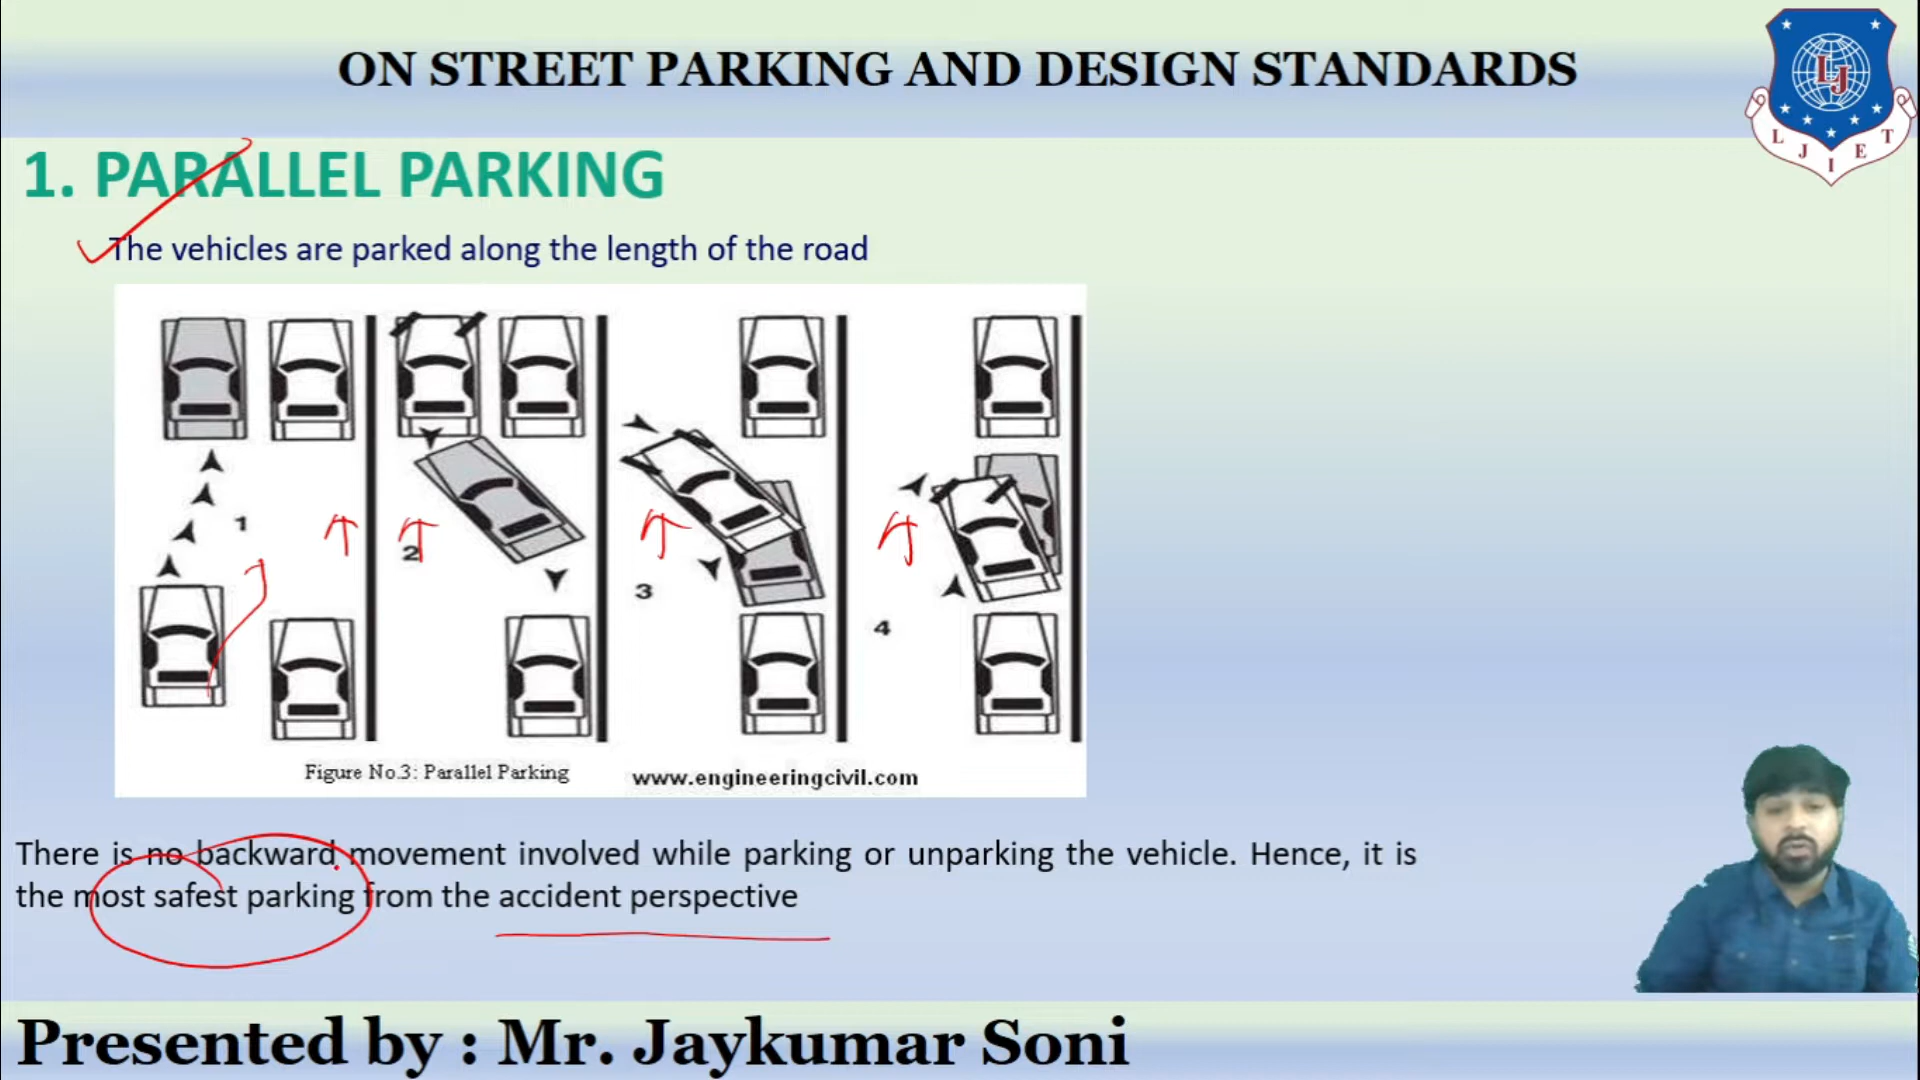 ON STREET PARKING AND DESIGN STANDARDS
LJ
L J I E T
1. PARALLEL PARKING
The vehicles are parked along the length of the road
1
2
3
4
Figure No.3: Parallel Parking
www.engineeringcivil.com
There is no backward movement involved while parking or unparking the vehicle. Hence, it is
the most safest parking from the accident perspective
Presented by : Mr. Jaykumar Soni